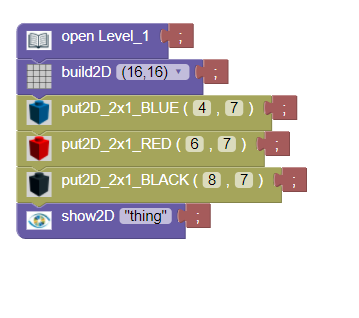 open Level_1 ;
build2D (16,16) ▾ ;
put2D_2x1_BLUE ( 4 , 7 ) ;
put2D_2x1_RED ( 6 , 7 ) ;
put2D_2x1_BLACK ( 8 , 7 ) ;
show2D "thing" ;